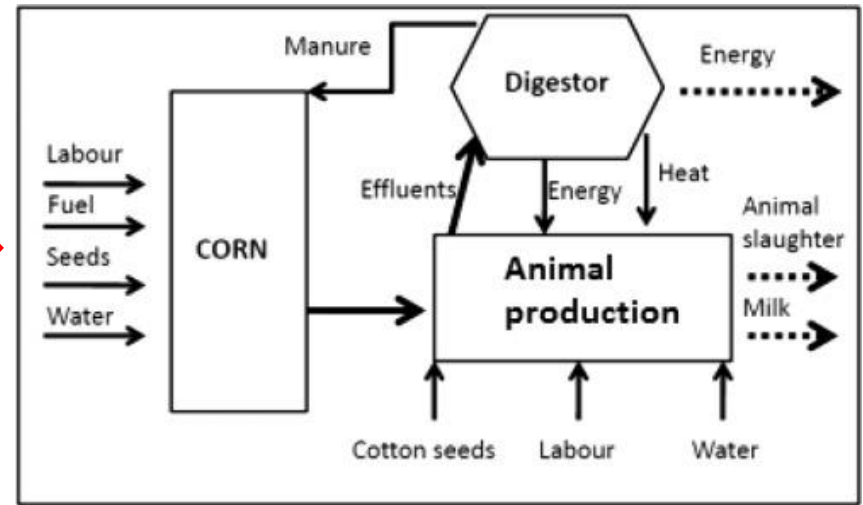 Manure
Digestor
Energy
Labour
Fuel
Seeds
Water
CORN
Effluents
Energy
Heat
Animal
production
Animal
slaughter
Milk
Cotton seeds
Labour
Water